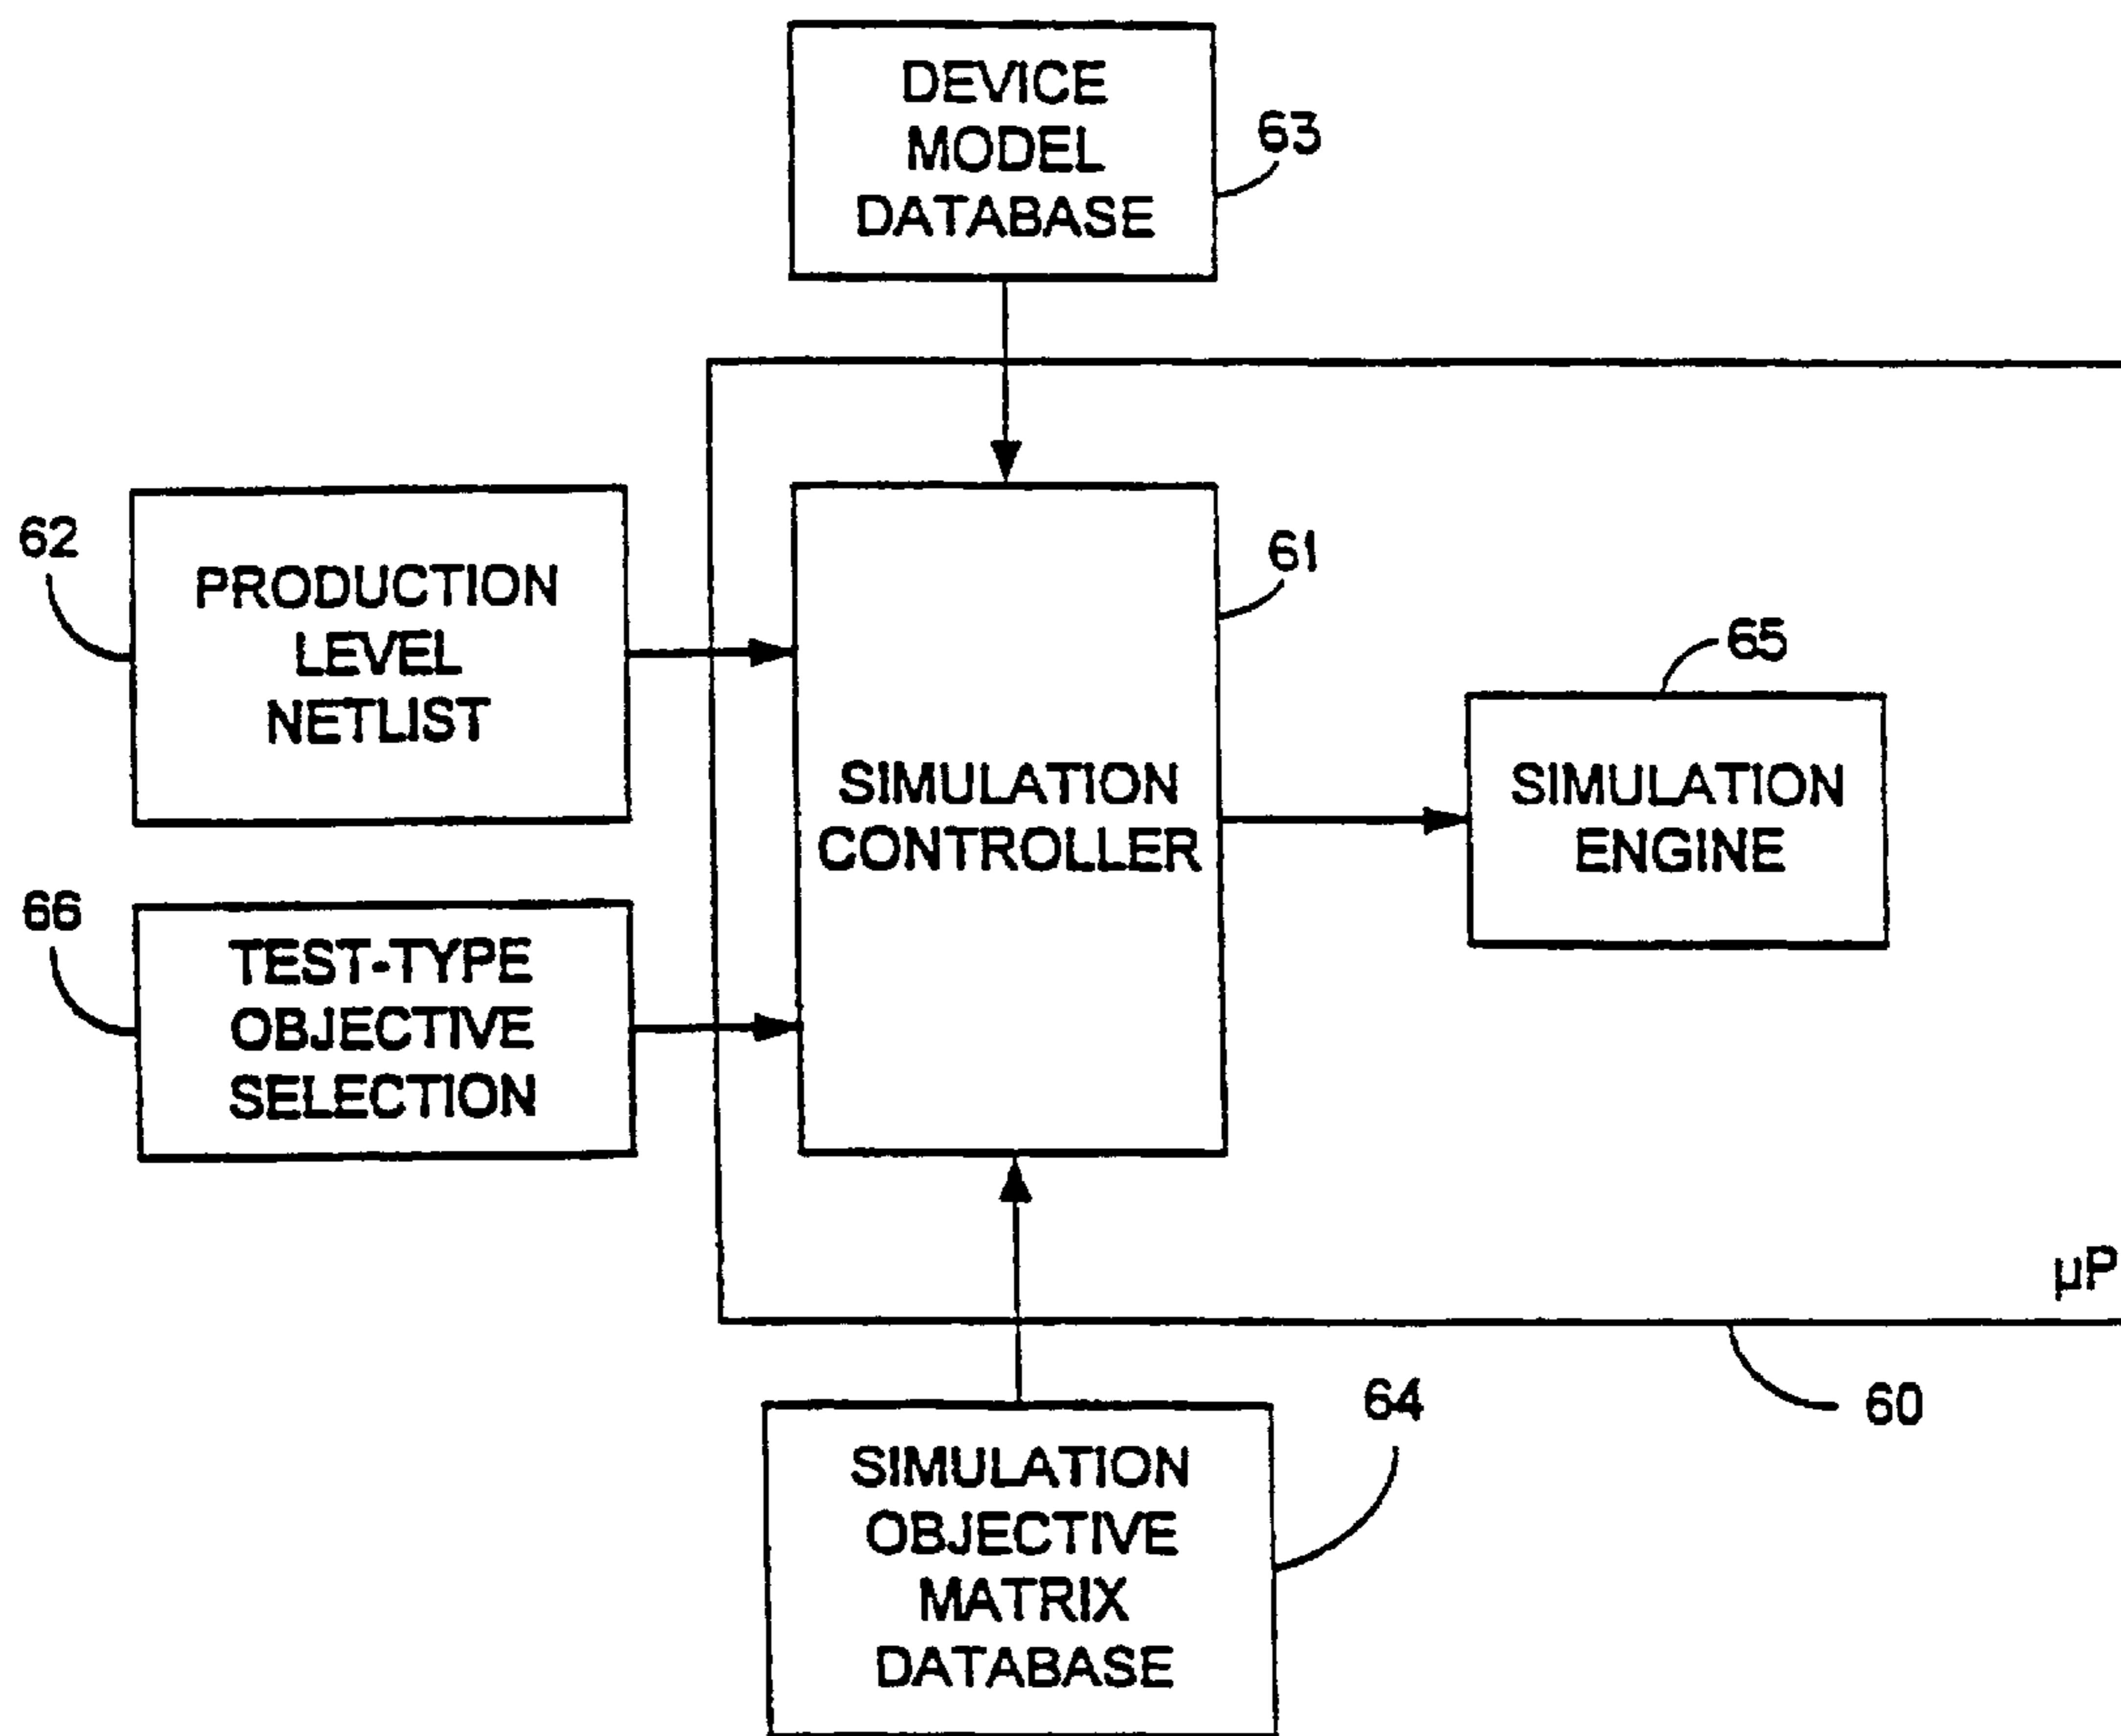 DEVICE
MODEL
DATABASE
63
62
PRODUCTION
LEVEL
NETLIST
61
SIMULATION
CONTROLLER
65
SIMULATION
ENGINE
66
TEST-TYPE
OBJECTIVE
SELECTION
µP
60
64
SIMULATION
OBJECTIVE
MATRIX
DATABASE